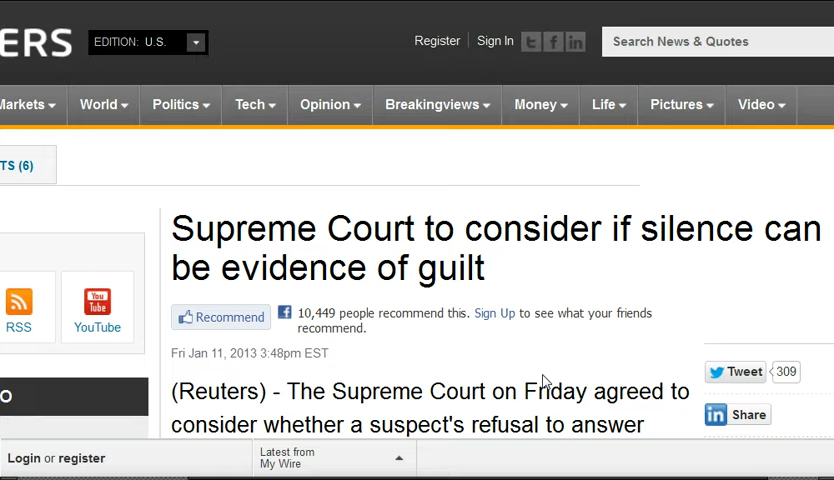 ERS
EDITION: U.S.
Register
Sign In
Search News & Quotes
Markets
World
Politics
Tech
Opinion
Breakingviews
Money
Life
Pictures
Video
TS (6)
Supreme Court to consider if silence can
be evidence of guilt
Recommend
10,449 people recommend this. Sign Up to see what your friends
recommend.
RSS
You Tube
YouTube
Fri Jan 11, 2013 3:48pm EST
Tweet
309
O
(Reuters) - The Supreme Court on Friday agreed to
consider whether a suspect's refusal to answer
in
Share
Login or register
Latest from
My Wire